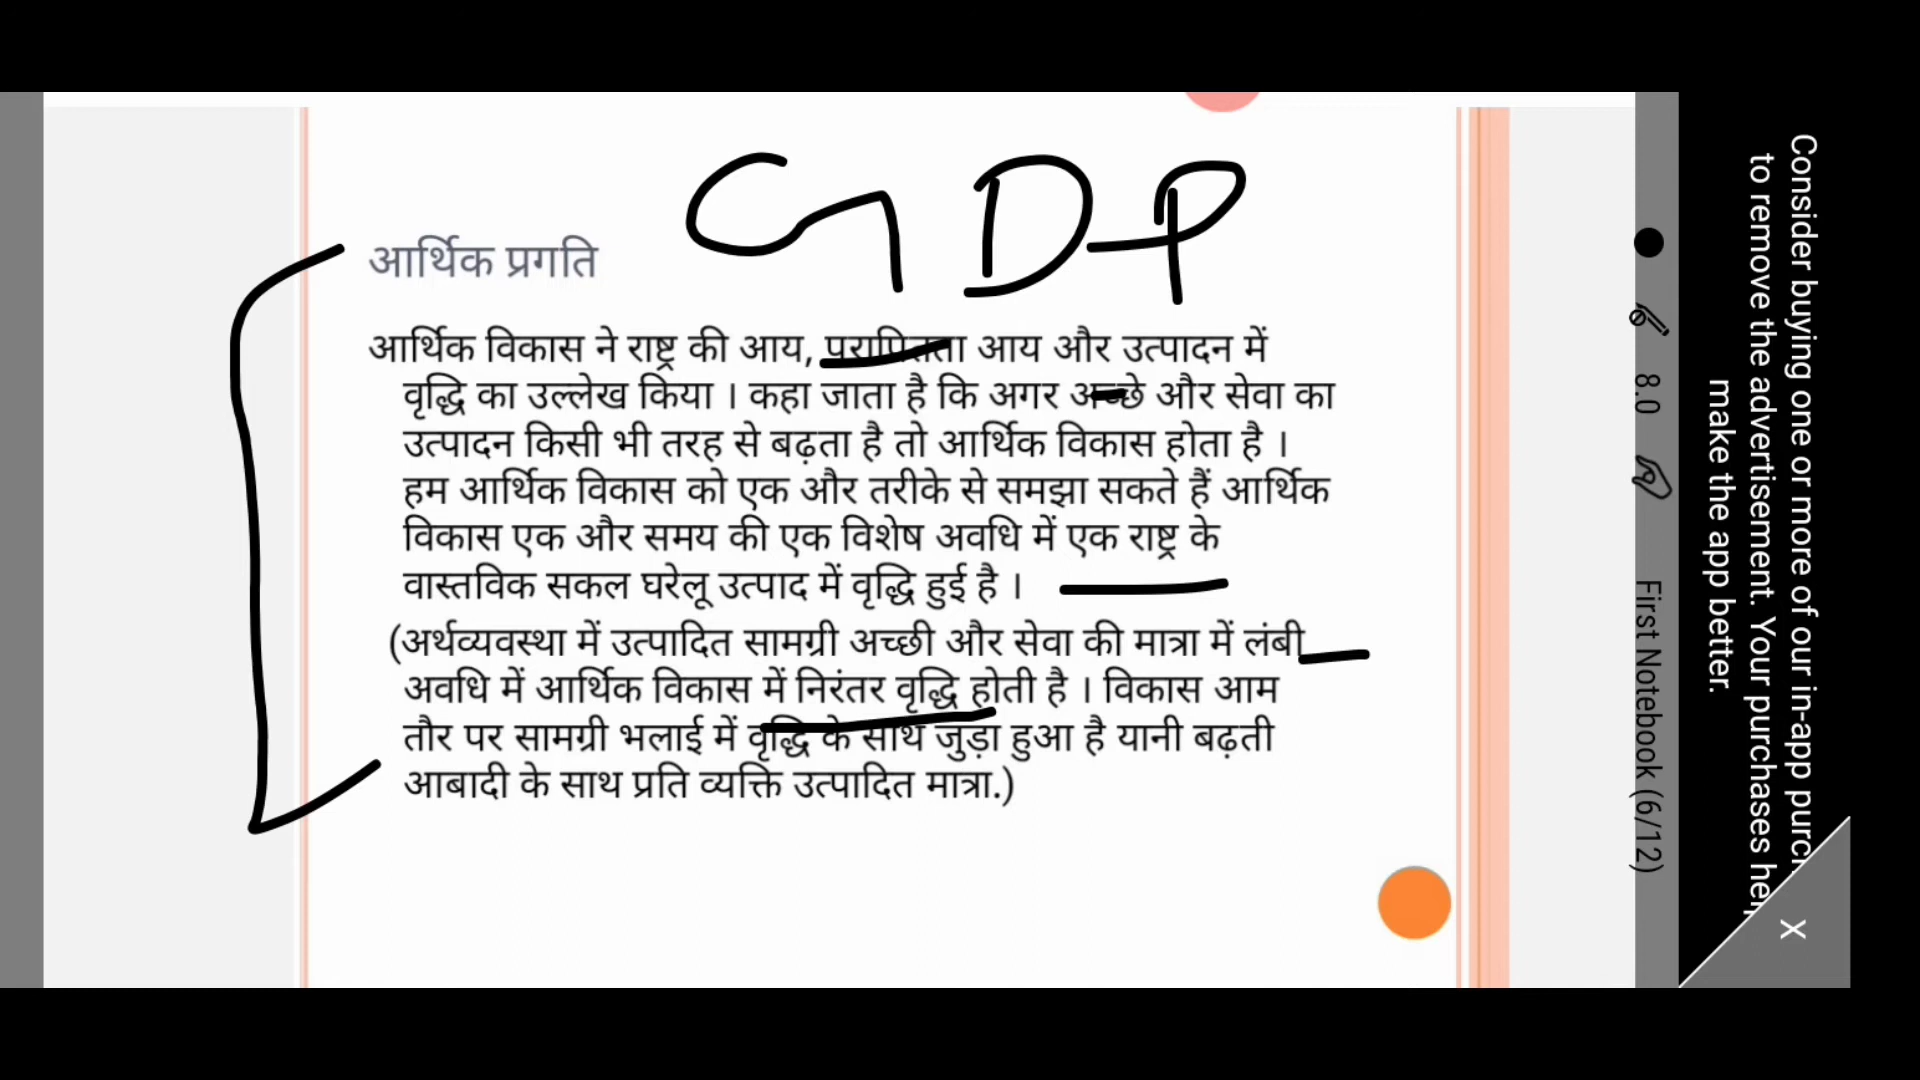 GDP
आर्थिक प्रगति
आर्थिक विकास ने राष्ट्र की आय, आय और उत्पादन में
वृद्धि का उल्लेख किया । कहा जाता है कि अगर अच्छे और सेवा का
उत्पादन किसी भी तरह से बढ़ता है तो आर्थिक विकास होता है ।
हम आर्थिक विकास को एक और तरीके से समझा सकते हैं आर्थिक
विकास एक और समय की एक विशेष अवधि में एक राष्ट्र के
वास्तविक सकल घरेलू उत्पाद में वृद्धि हुई है ।
(अर्थव्यवस्था में उत्पादित सामग्री अच्छी और सेवा की मात्रा में लंबी
अवधि में आर्थिक विकास में निरंतर वृद्धि होती है । विकास आम
तौर पर सामग्री भलाई में वृद्धि के साथ जुड़ा हुआ है यानी बढ़ती
आबादी के साथ प्रति व्यक्ति उत्पादित मात्रा.)
8.0
First Notebook (6/12)
Consider buying one or more of our in-app
to remove the advertisement. Your purchases
make the app better.
X